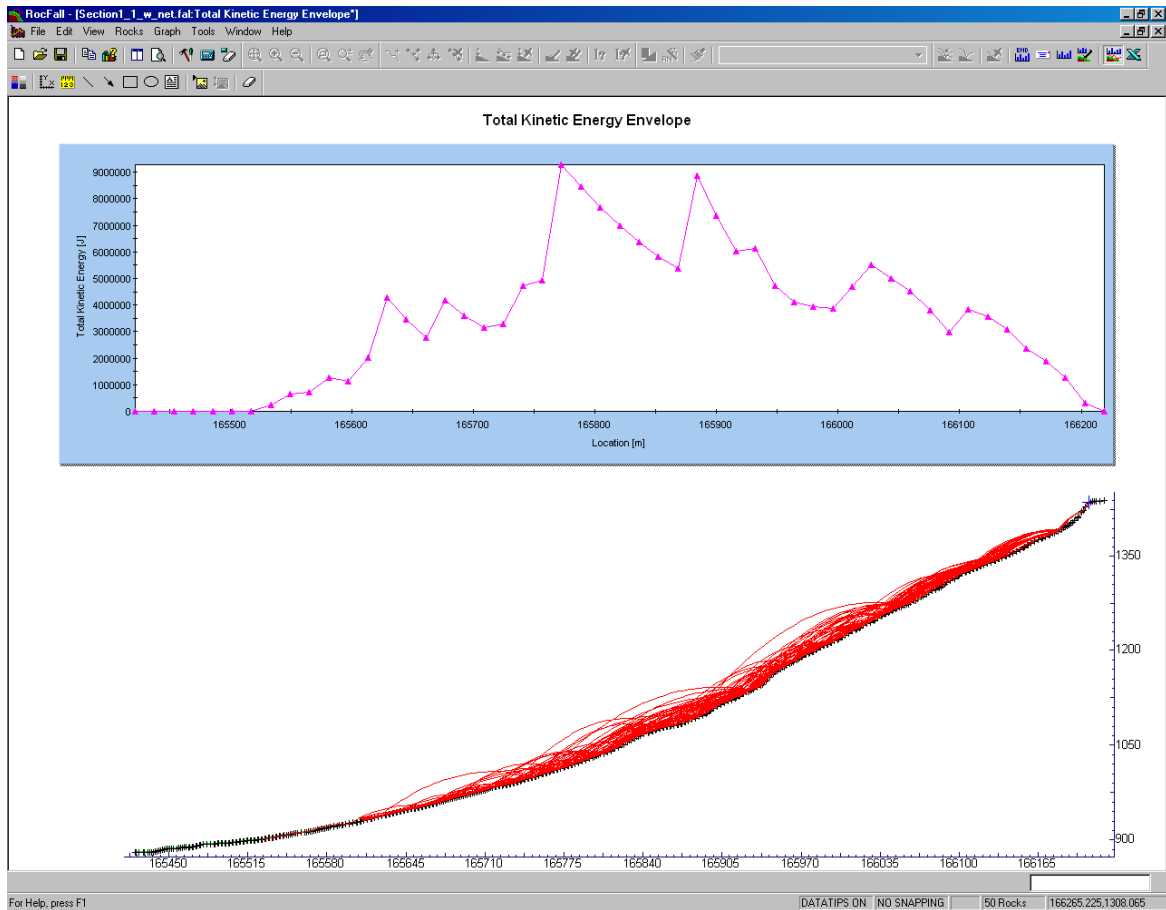 RocFall - [Section1_1_w_net.fal:Total Kinetic Energy Envelope*]
File Edit View Rocks Graph Tools Window Help
Total Kinetic Energy Envelope
9000000
8000000
7000000
6000000
5000000
4000000
3000000
2000000
1000000
0
Total Kinetic Energy [J]
165500 165600 165700 165800 165900 166000 166100 166200
Location [m]
1350
1200
1050
900
165450 165515 165580 165645 165710 165775 165840 165905 165970 166035 166100 166165
For Help, press F1 DATATIPS ON NO SNAPPING 50 Rocks 166265.225,1308.065